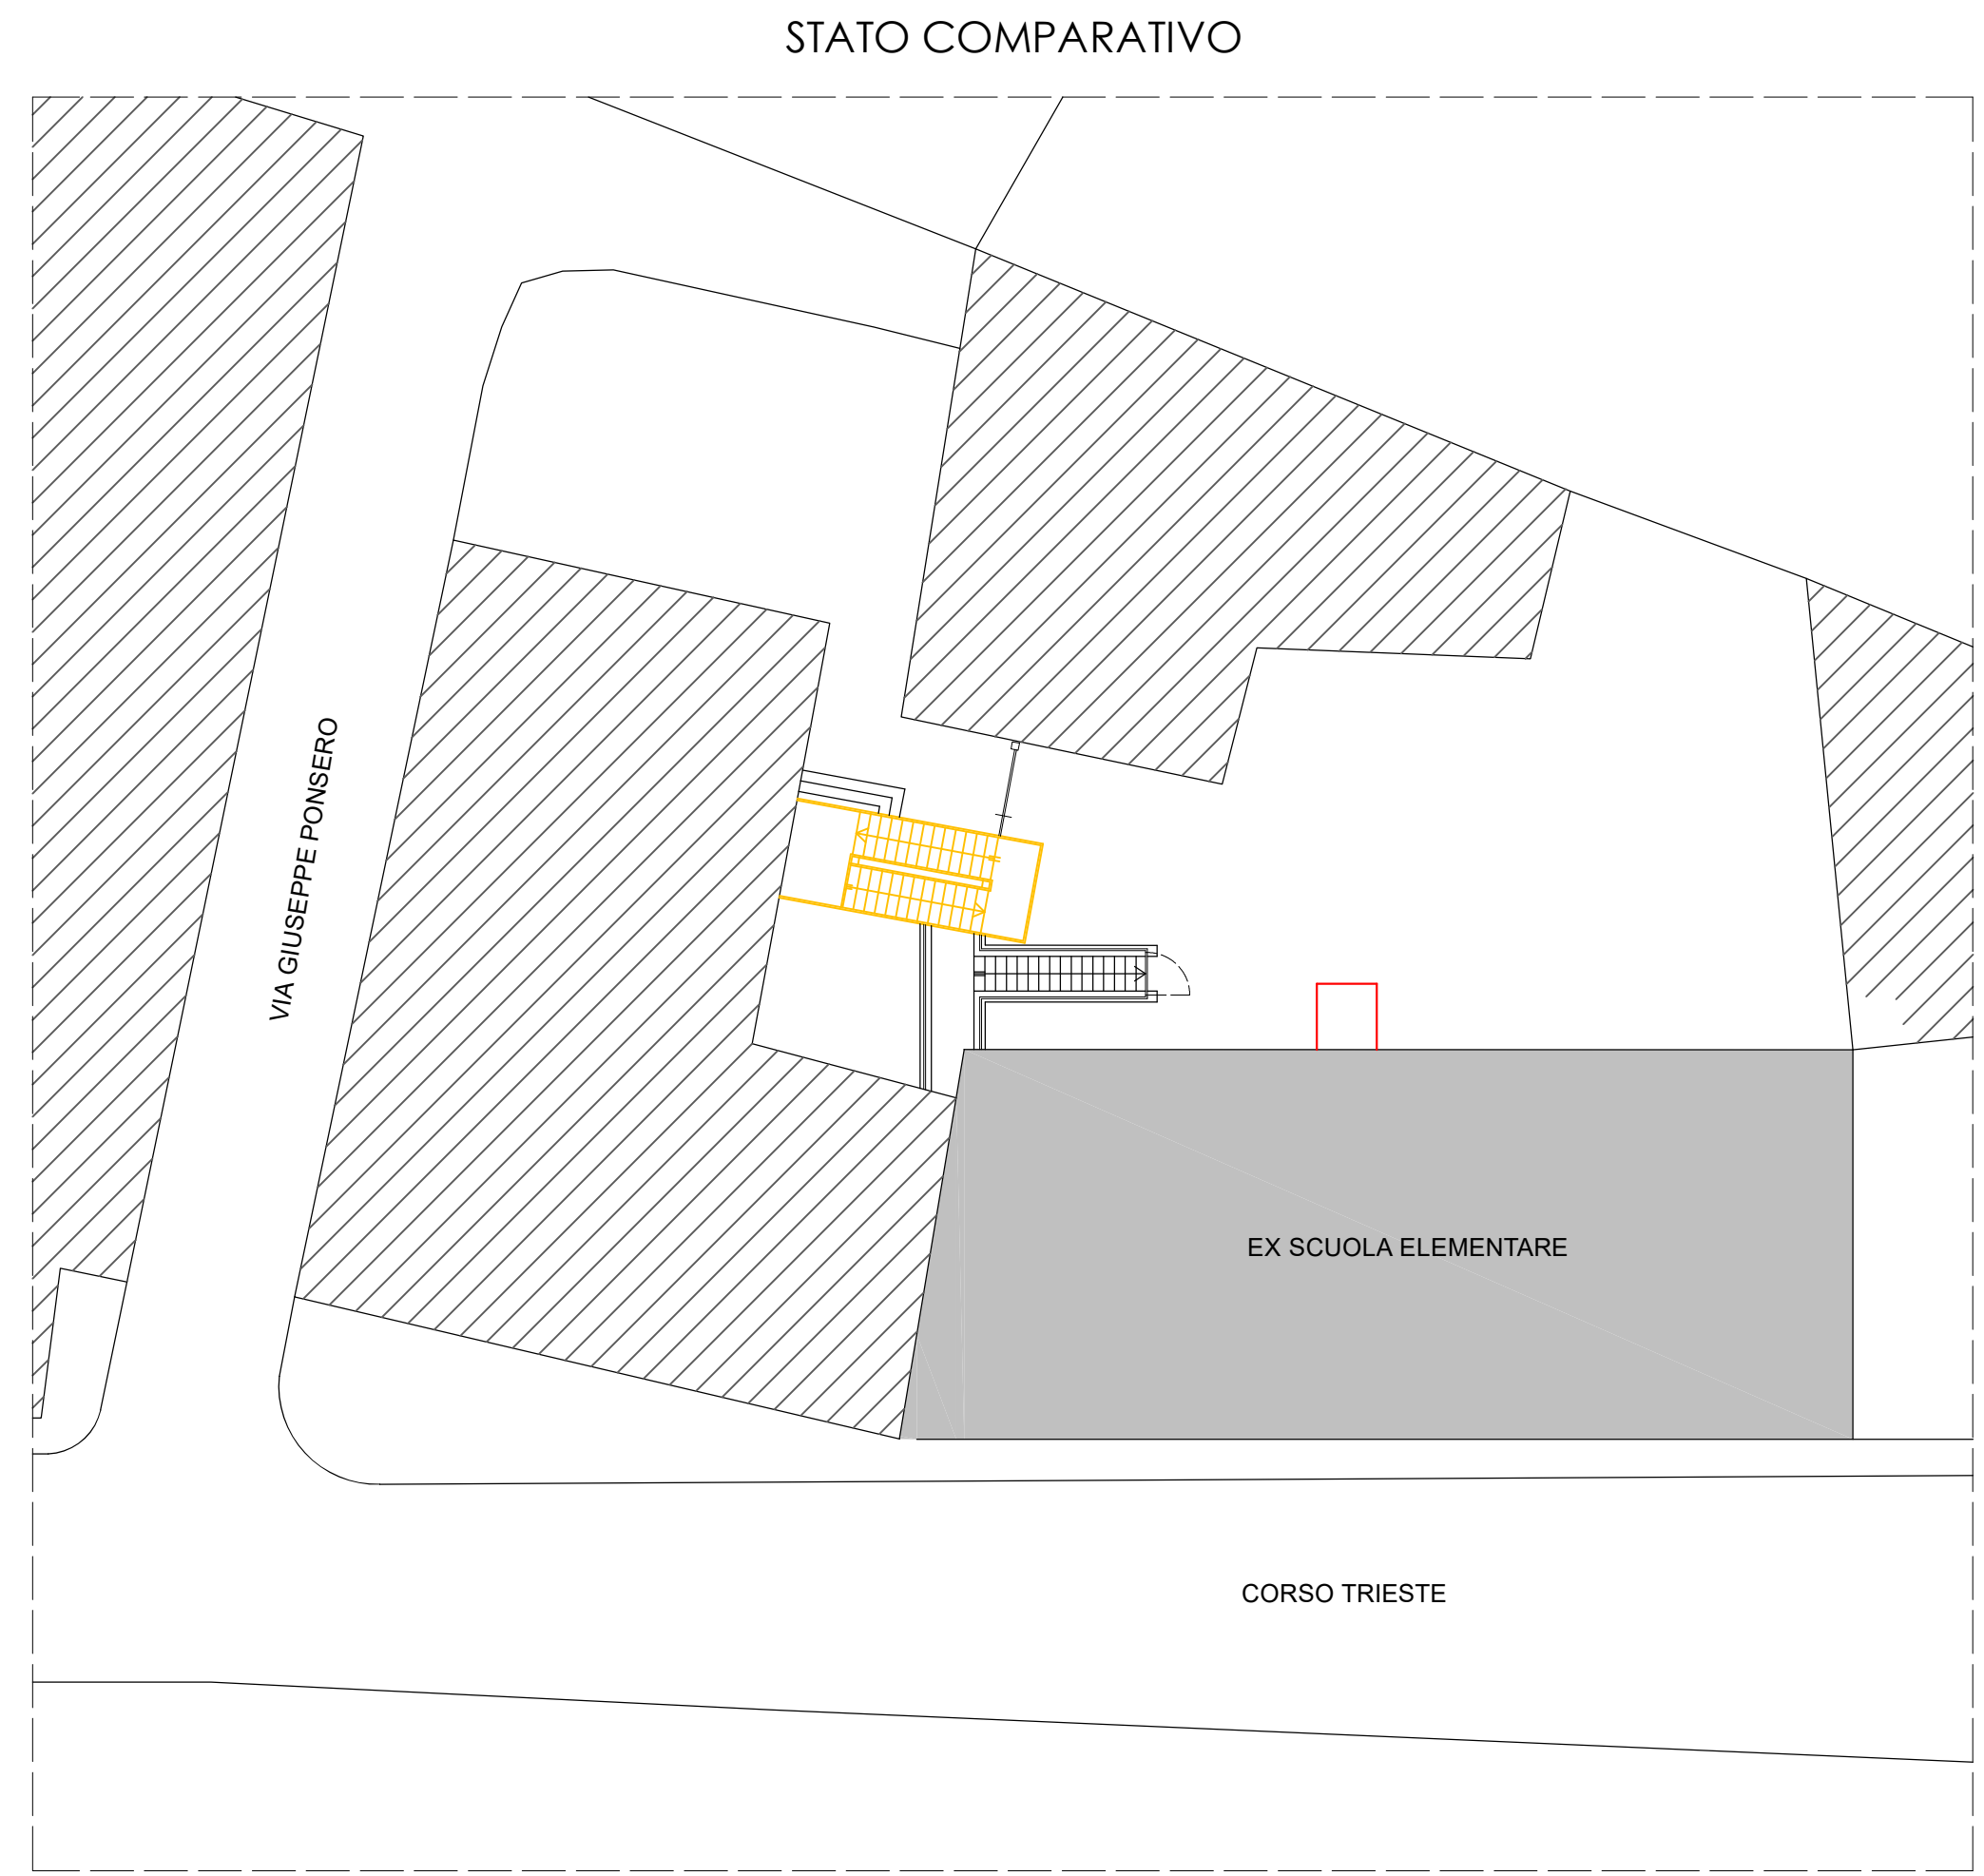 STATO COMPARATIVO
VIA GIUSEPPE PONSERO
EX SCUOLA ELEMENTARE
CORSO TRIESTE